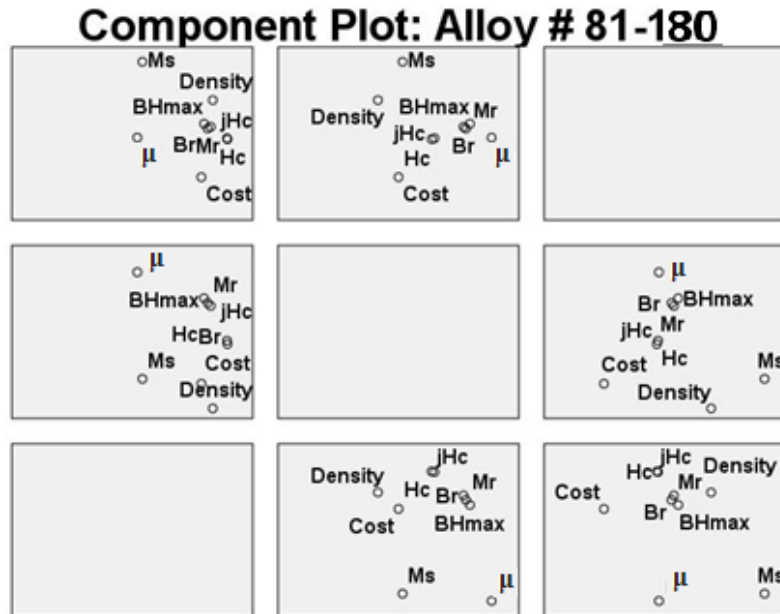 Component Plot: Alloy # 81-180
Ms
Density
BHmax
jHc
BrMr
Hc
μ
Cost
Ms
Density
BHmax
Mr
jHc
Br
Hc
μ
Cost
μ
Mr
BHmax
jHc
HcBr
Ms
Cost
Density
μ
Br
BHmax
jHc
Mr
Cost
Hc
Ms
Density
jHc
Density
Hc
Br
Mr
Cost
BHmax
Ms
μ
jHc
Hc
Density
Cost
Mr
Br
BHmax
μ
Ms